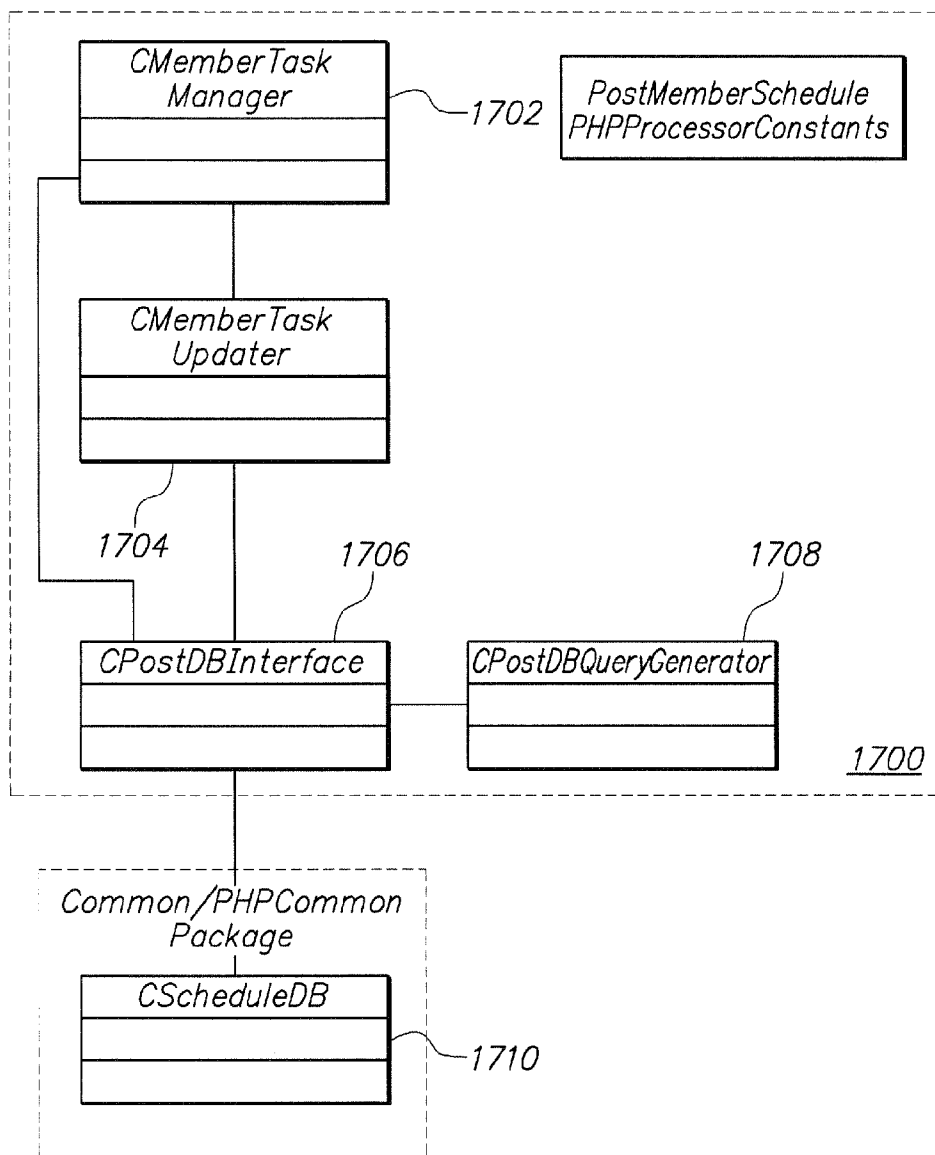 CMemberTask
Manager
1702
PostMemberSchedule
PHPProcessorConstants
CMemberTask
Updater
1704
1706
1708
CPostDBInterface
CPostDBQueryGenerator
1700
Common/PHPCommon
Package
CScheduleDB
1710